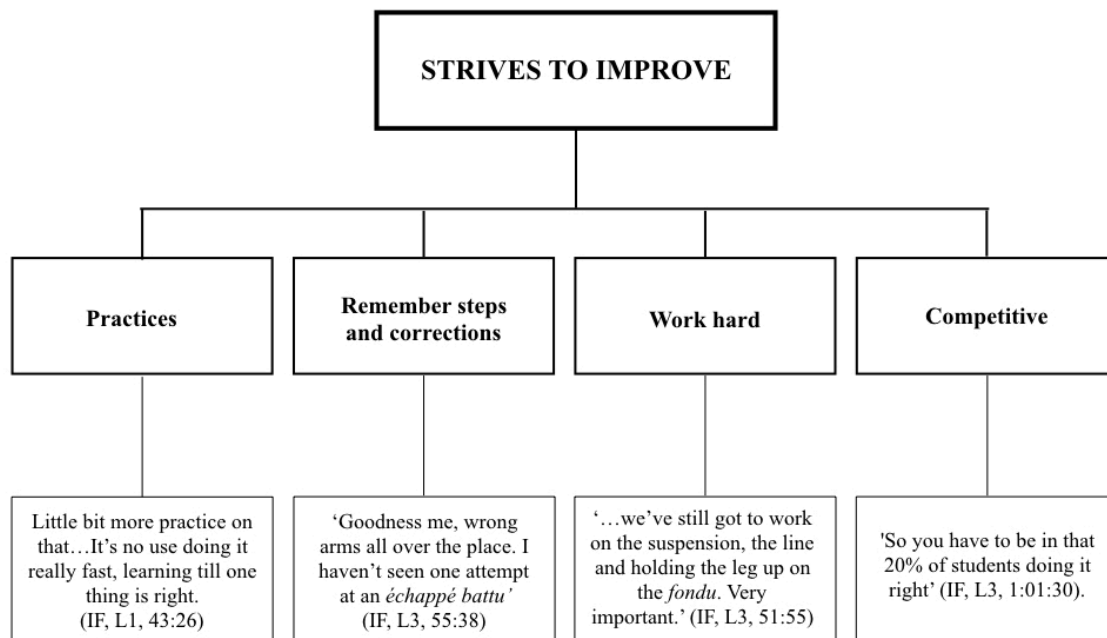 STRIVES TO IMPROVE
Practices
Remember steps
and corrections
Work hard
Competitive
Little bit more practice on
that…It’s no use doing it
really fast, learning till one
thing is right.
(IF, L1, 43:26)
‘Goodness me, wrong
arms all over the place. I
haven’t seen one attempt
at an échappé battu’
(IF, L3, 55:38)
‘…we’ve still got to work
on the suspension, the line
and holding the leg up on
the fondu. Very
important.’ (IF, L3, 51:55)
'So you have to be in that
20% of students doing it
right’ (IF, L3, 1:01:30).